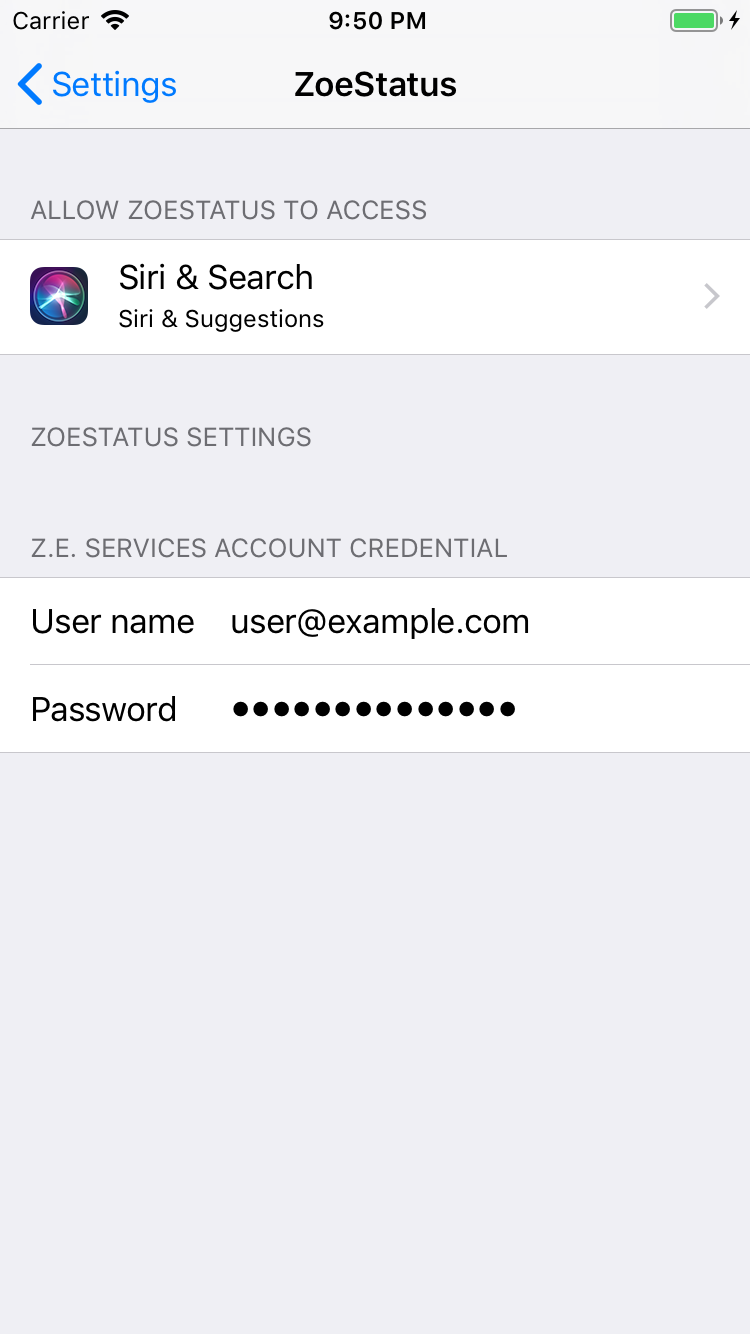 Carrier 9:50 PM
Settings ZoeStatus
ALLOW ZOESTATUS TO ACCESS
Siri & Search
Siri & Suggestions
ZOESTATUS SETTINGS
Z.E. SERVICES ACCOUNT CREDENTIAL
User name user@example.com
Password ●●●●●●●●●●●●●●